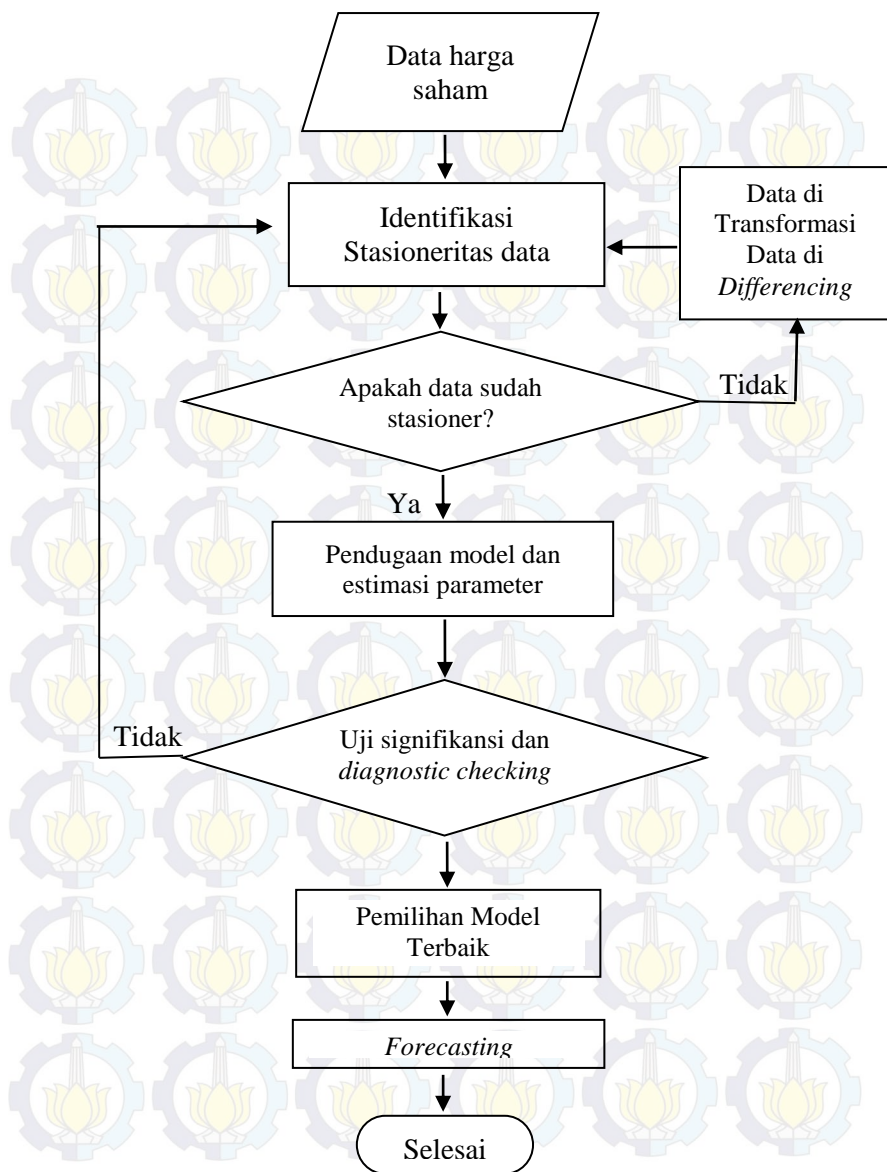 Data harga
saham
Identifikasi
Stasioneritas data
Data di
Transformasi
Data di
Differencing
Apakah data sudah
stasioner?
Tidak
Ya
Pendugaan model dan
estimasi parameter
Tidak
Uji signifikansi dan
diagnostic checking
Pemilihan Model
Terbaik
Forecasting
Selesai